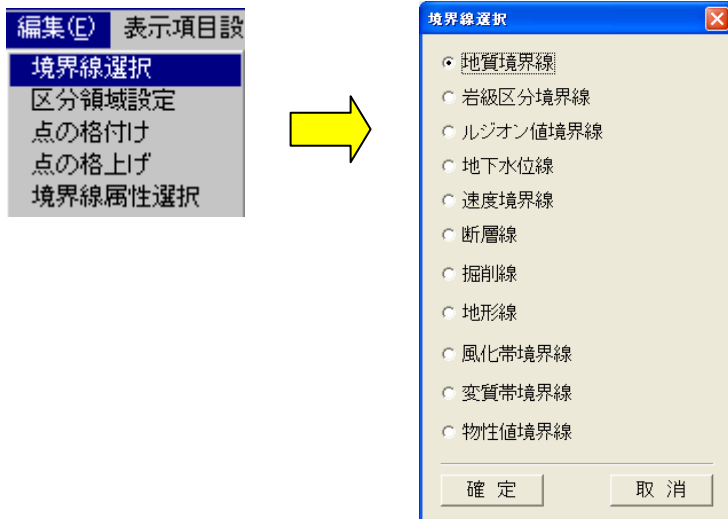 編集(E) 表示項目設
境界線選択
区分領域設定
点の格付け
点の格上げ
境界線属性選択
境界線選択
地質境界線
岩級区分境界線
ルジオン値境界線
地下水位線
速度境界線
断層線
掘削線
地形線
風化帯境界線
変質帯境界線
物性値境界線
確 定 取 消